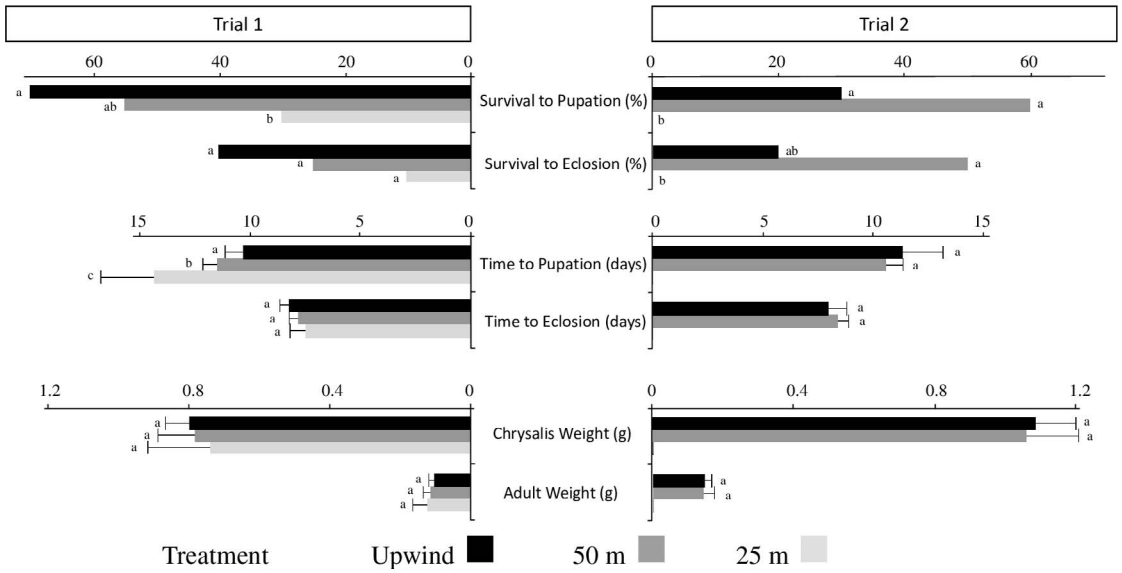 Trial 1 Trial 2
60 40 20 0 0 20 40 60
a Survival to Pupation (%) a
ab a
b b
a Survival to Eclosion (%) ab
a a
a b
15 10 5 0 0 5 10 15
a Time to Pupation (days) a
b a
c
a Time to Eclosion (days) a
a a
a
1.2 0.8 0.4 0 0 0.4 0.8 1.2
a Chrysalis Weight (g) a
a a
a
a Adult Weight (g) a
a a
a
Treatment Upwind 50 m 25 m